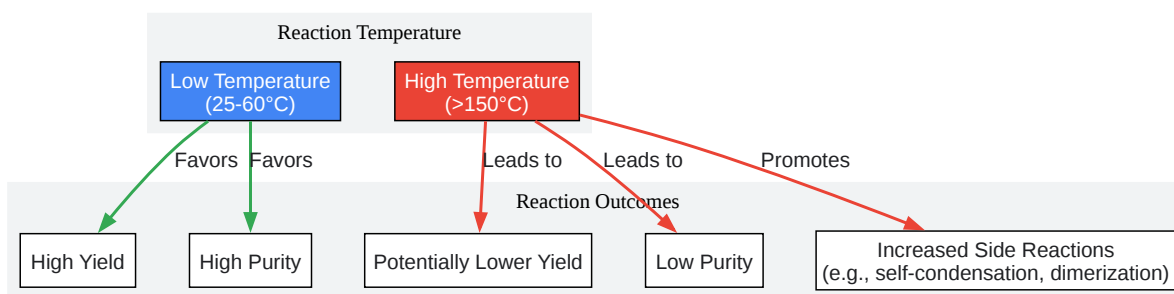 Reaction Temperature
Low Temperature
(25-60°C)
High Temperature
(>150°C)
Favors
Favors
Leads to
Leads to
Promotes
Reaction Outcomes
High Yield
High Purity
Potentially Lower Yield
Low Purity
Increased Side Reactions
(e.g., self-condensation, dimerization)